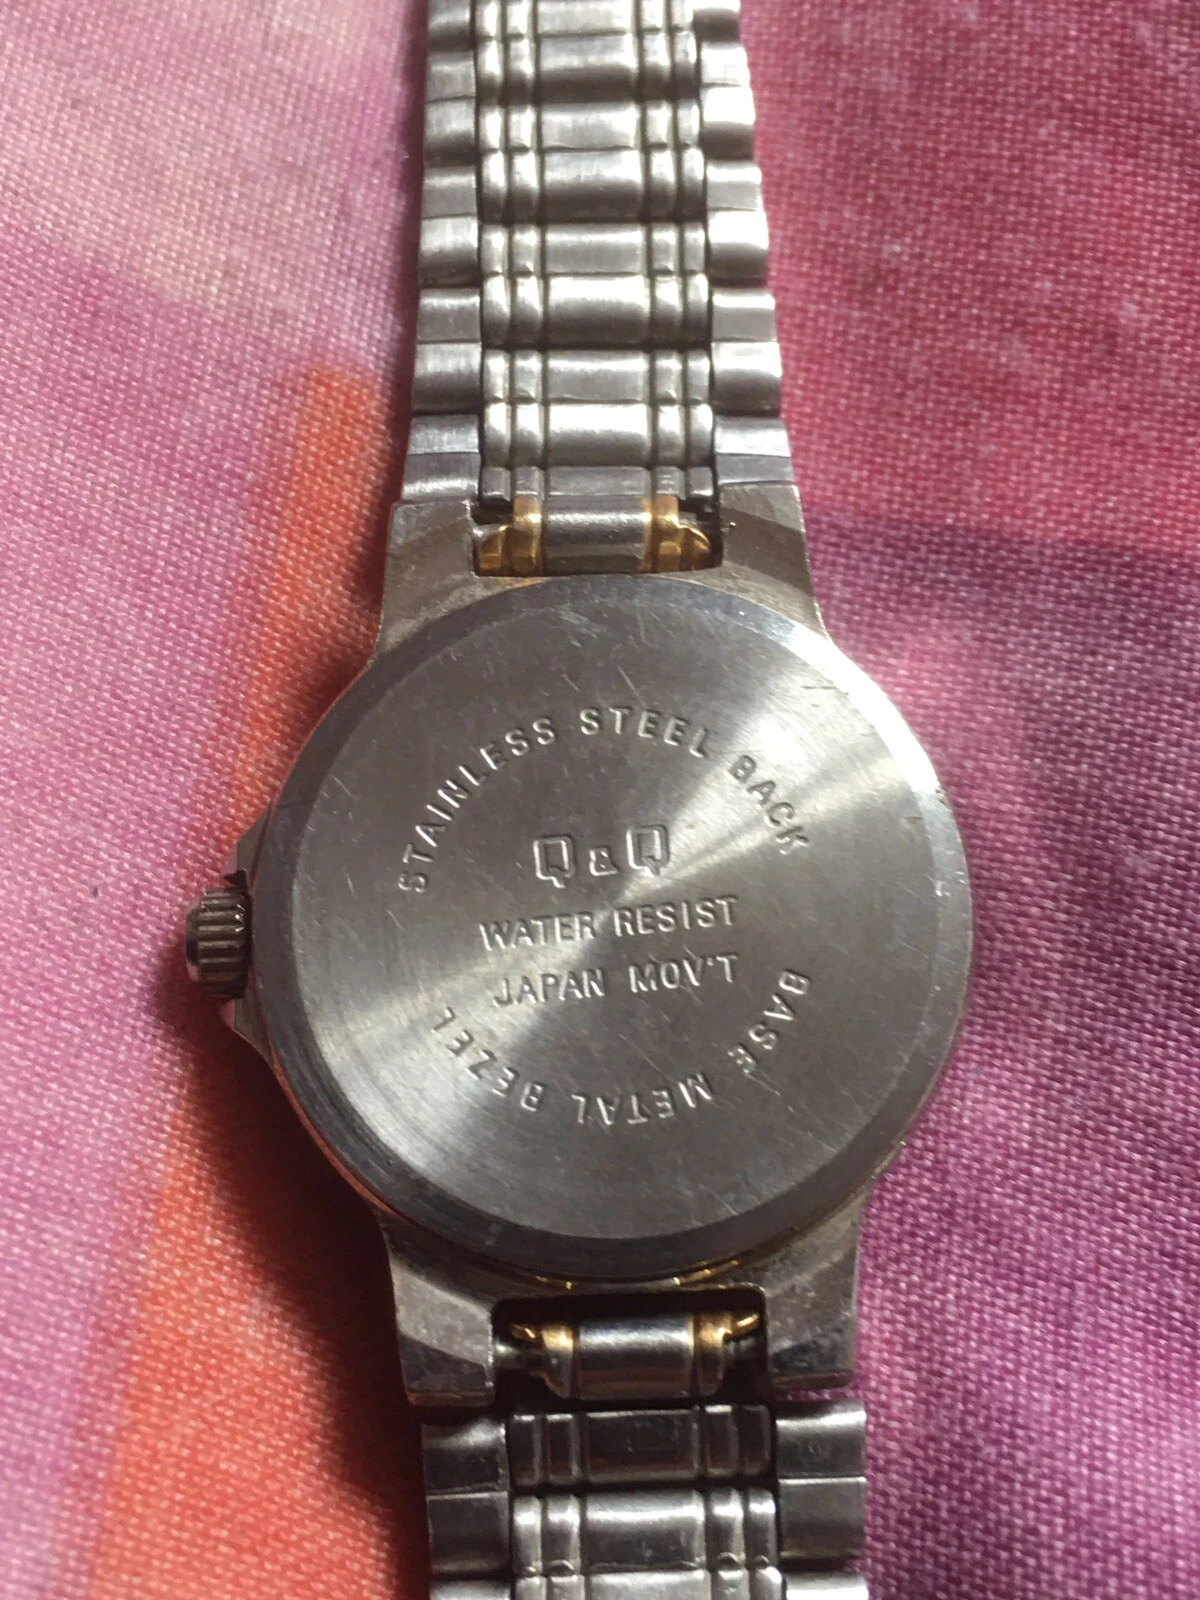 STAINLESS STEEL BACK
Q&Q
WATER RESIST
JAPAN MOV'T
BASE METAL BEZEL